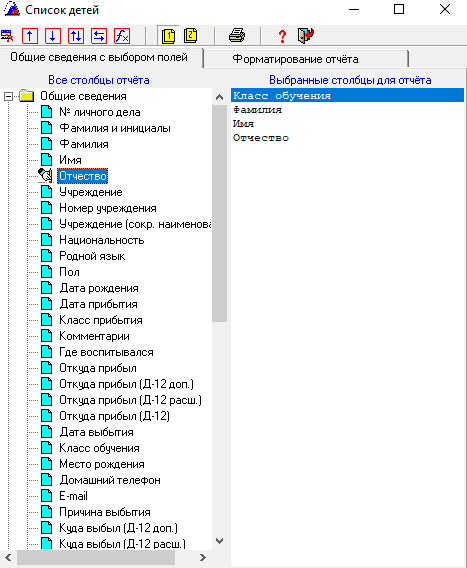 Список детей
Общие сведения с выбором полей
Форматирование отчёта
Все столбцы отчёта
Общие сведения
№ личного дела
Фамилия и инициалы
Фамилия
Имя
Отчество
Учреждение
Номер учреждения
Учреждение (сокр. наименова
Национальность
Родной язык
Пол
Дата рождения
Дата прибытия
Класс прибытия
Комментарии
Где воспитывался
Откуда прибыл
Откуда прибыл (Д-12 доп.)
Откуда прибыл (Д-12 расш.)
Откуда прибыл (Д-12)
Дата выбытия
Класс обучения
Место рождения
Домашний телефон
E-mail
Причина выбытия
Куда выбыл (Д-12 доп.)
Куда выбыл (Д-12 расш.)
Выбранные столбцы для отчёта
Класс обучения
Фамилия
Имя
Отчество